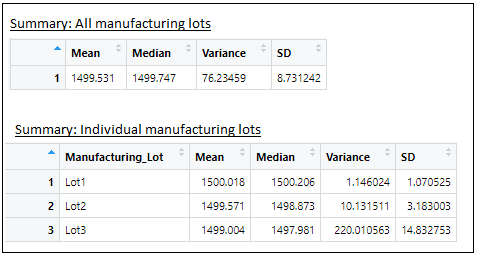 Summary: All manufacturing lots
Mean Median Variance SD
1 1499.531 1499.747 76.23459 8.731242
Summary: Individual manufacturing lots
Manufacturing_Lot Mean Median Variance SD
1 Lot1 1500.018 1500.206 1.146024 1.070525
2 Lot2 1499.571 1498.873 10.131511 3.183003
3 Lot3 1499.004 1497.981 220.010563 14.832753